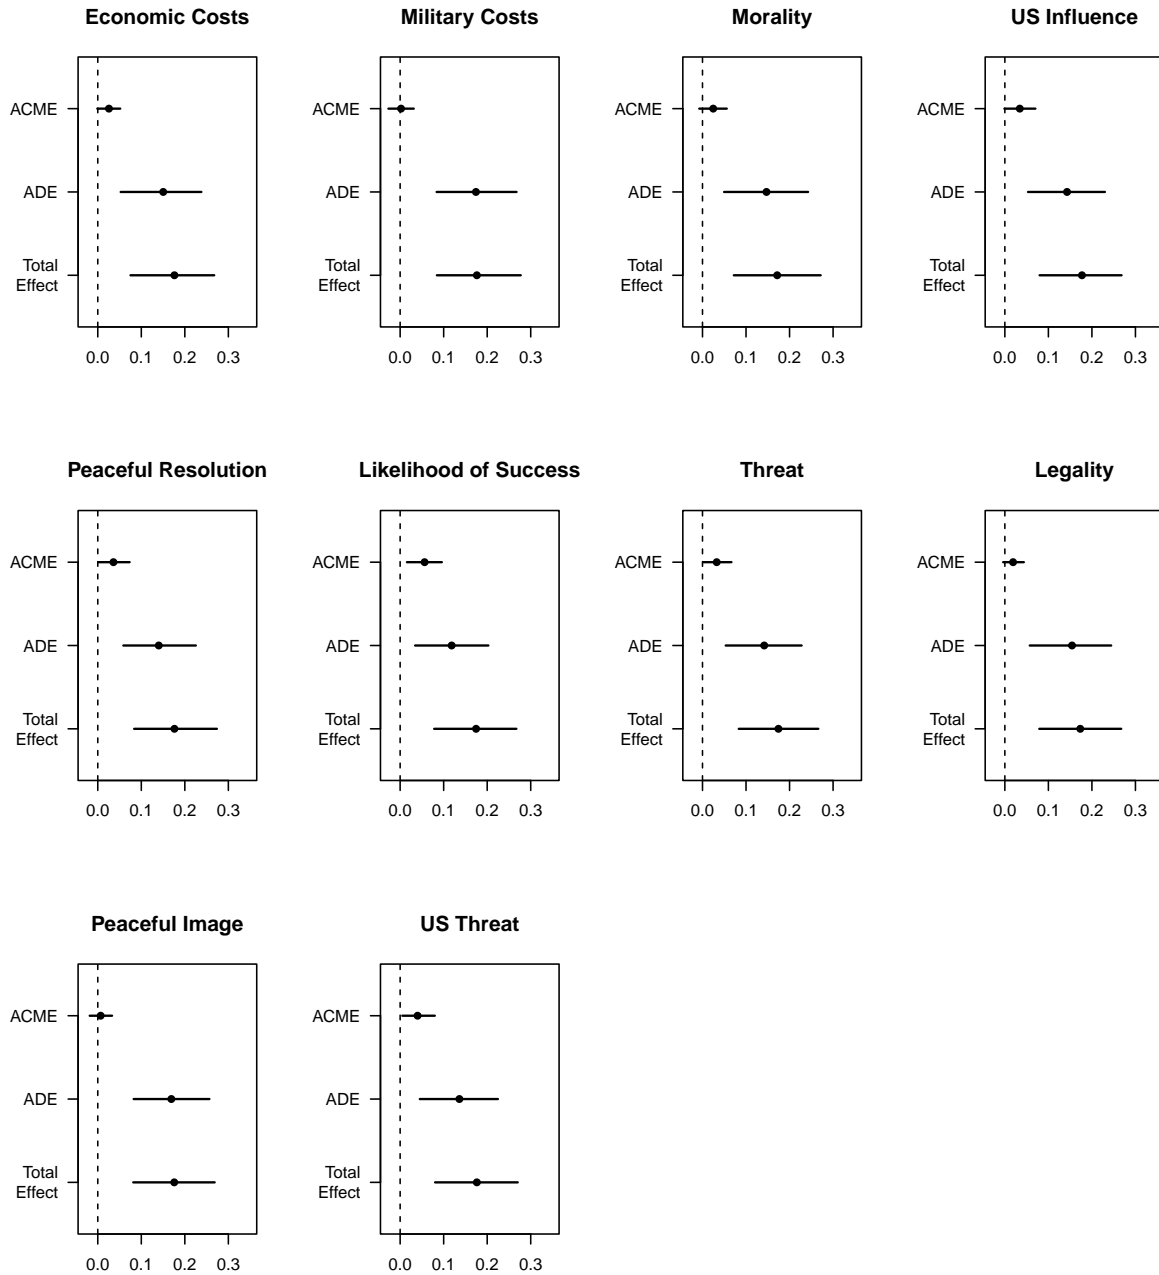 Economic Costs
ACME
ADE
Total
Effect
0.0 0.1 0.2 0.3
Military Costs
ACME
ADE
Total
Effect
0.0 0.1 0.2 0.3
Morality
ACME
ADE
Total
Effect
0.0 0.1 0.2 0.3
US Influence
ACME
ADE
Total
Effect
0.0 0.1 0.2 0.3
Peaceful Resolution
ACME
ADE
Total
Effect
0.0 0.1 0.2 0.3
Likelihood of Success
ACME
ADE
Total
Effect
0.0 0.1 0.2 0.3
Threat
ACME
ADE
Total
Effect
0.0 0.1 0.2 0.3
Legality
ACME
ADE
Total
Effect
0.0 0.1 0.2 0.3
Peaceful Image
ACME
ADE
Total
Effect
0.0 0.1 0.2 0.3
US Threat
ACME
ADE
Total
Effect
0.0 0.1 0.2 0.3